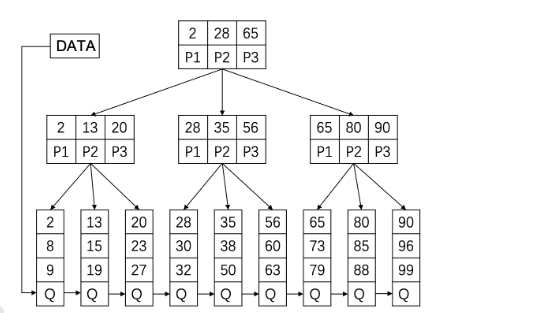 DATA
2 28 65
P1 P2 P3
2 13 20 28 35 56 65 80 90
P1 P2 P3 P1 P2 P3 P1 P2 P3
2 13 20 28 35 56 65 80 90
8 15 23 30 38 60 73 85 96
9 19 27 32 50 63 79 88 99
Q Q Q Q Q Q Q Q Q